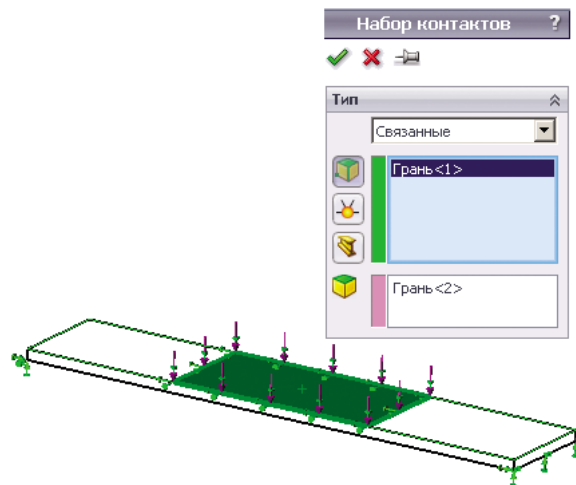 Набор контактов ?
Тип
Связанные
Грань<1>
Грань<2>